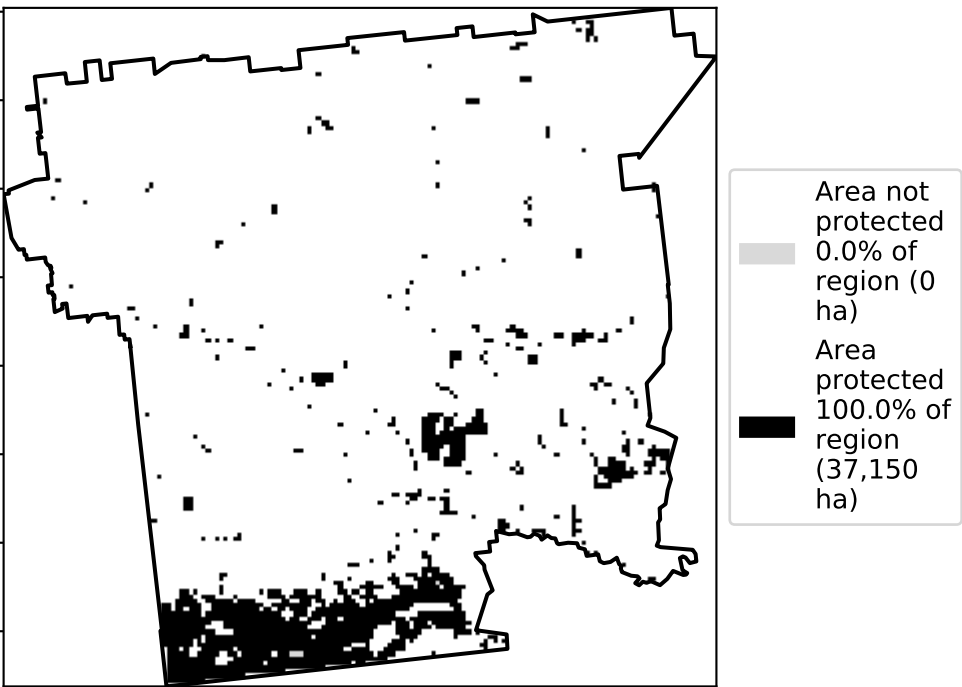 Area not
protected
0.0% of
region (0
ha)
Area
protected
100.0% of
region
(37,150
ha)